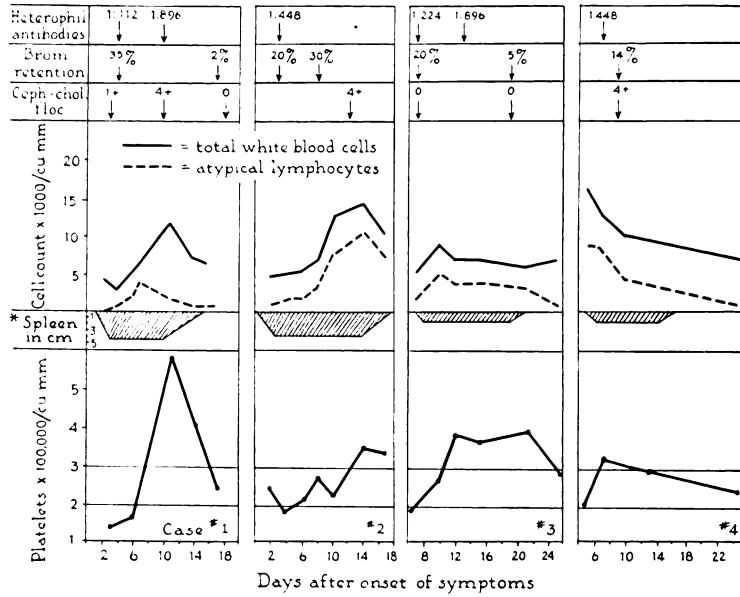 Heterophil antibodies
1:112 1:896 1:448 1:224 1:896 1:448
Brom retention
35% 2% 20% 30% 20% 5% 14%
Ceph-chol floc
1+ 4+ 0 4+ 0 0 4+
Cell count x 1000/cu mm
20
15
10
5
= total white blood cells
= atypical lymphocytes
* Spleen in cm
1
3
5
Platelets x 100,000/cu mm
5
4
3
2
1
Case #1 #2 #3 #4
2 6 10 14 18 2 6 10 14 18 8 12 16 20 24 6 10 14 18 22
Days after onset of symptoms